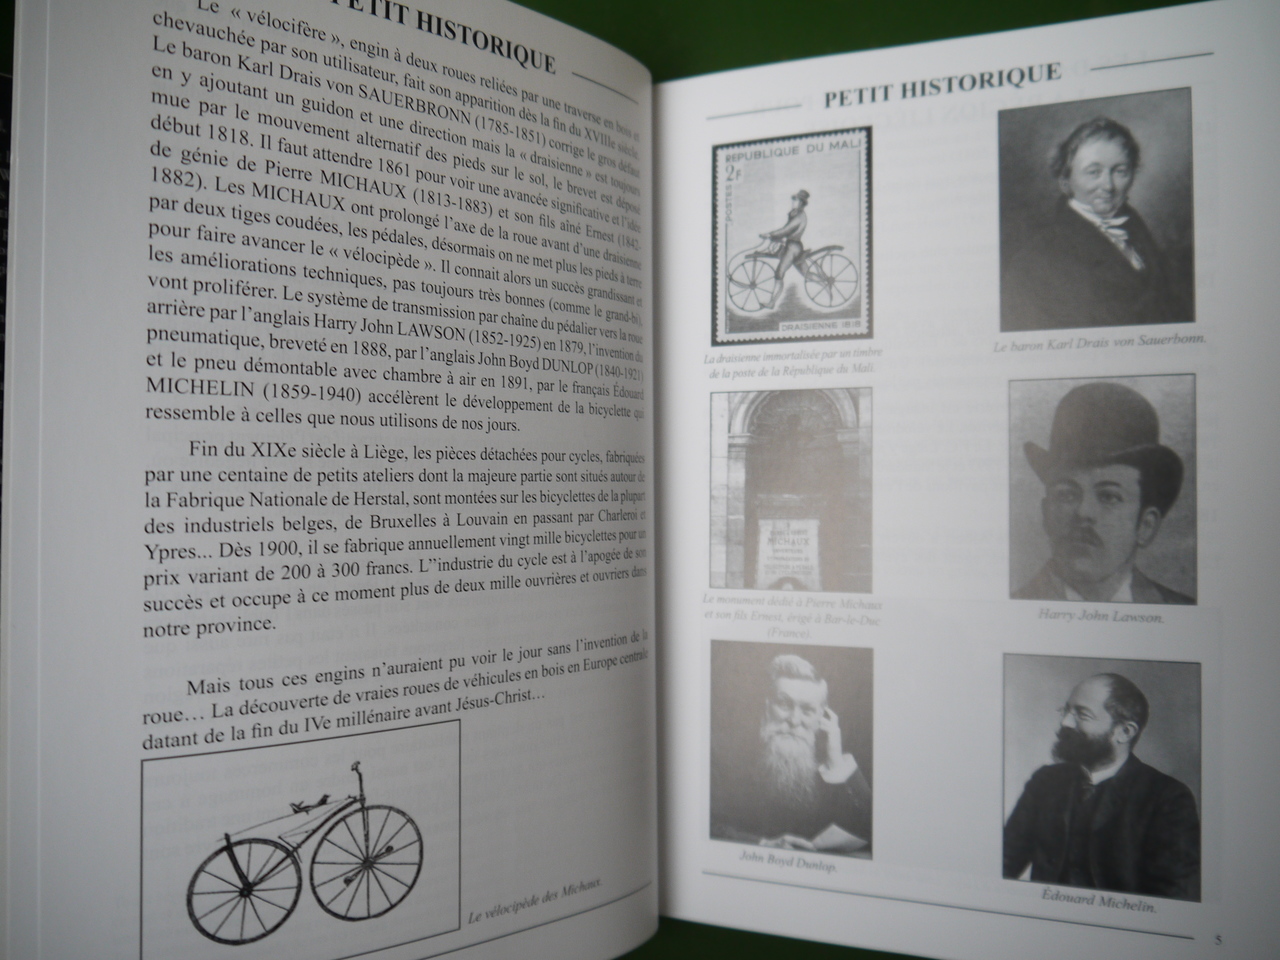 PETIT HISTORIQUE
Le « vélocifère », engin à deux roues reliées par une traverse en bois et
chevauchée par son utilisateur, fait son apparition dès la fin du XVIIIe siècle.
Le baron Karl Drais von SAUERBRONN (1785-1851) corrige le gros défaut
en y ajoutant un guidon et une direction mais la « draisienne » est toujours
mue par le mouvement alternatif des pieds sur le sol, le brevet est déposé
début 1818. Il faut attendre 1861 pour voir une avancée significative et l'idée
de génie de Pierre MICHAUX (1813-1883) et son fils aîné Ernest (1842-
1882). Les MICHAUX ont prolongé l'axe de la roue avant d'une draisienne
par deux tiges coudées, les pédales, désormais on ne met plus les pieds à terre
pour faire avancer le « vélocipède ». Il connait alors un succès grandissant et
les améliorations techniques, pas toujours très bonnes (comme le grand-bi),
vont proliférer. Le système de transmission par chaîne du pédalier vers la roue
arrière par l'anglais Harry John LAWSON (1852-1925) en 1879, l'invention du
pneumatique, breveté en 1888, par l'anglais John Boyd DUNLOP (1840-1921)
et le pneu démontable avec chambre à air en 1891, par le français Édouard
MICHELIN (1859-1940) accélèrent le développement de la bicyclette qui
ressemble à celles que nous utilisons de nos jours.
Fin du XIXe siècle à Liège, les pièces détachées pour cycles, fabriquées
par une centaine de petits ateliers dont la majeure partie sont situés autour de
la Fabrique Nationale de Herstal, sont montées sur les bicyclettes de la plupart
des industriels belges, de Bruxelles à Louvain en passant par Charleroi et
Ypres... Dès 1900, il se fabrique annuellement vingt mille bicyclettes pour un
prix variant de 200 à 300 francs. L''industrie du cycle est à l'apogée de son
succès et occupe à ce moment plus de deux mille ouvrières et ouvriers dans
notre province.
Mais tous ces engins n'auraient pu voir le jour sans l'invention de la
roue… La découverte de vraies roues de véhicules en bois en Europe centrale
datant de la fin du IVe millénaire avant Jésus-Christ…
Le vélocipède des Michaux.
PETIT HISTORIQUE
REPUBLIQUE DU MALI
2F
POSTES
DRAISIENNE 1818
La draisienne immortalisée par un timbre
de la poste de la République du Mali.
Le baron Karl Drais von Sauerbonn.
MICHAUX
Le monument dédié à Pierre Michaux
et son fils Ernest, érigé à Bar-le-Duc
(France).
Harry John Lawson.
John Boyd Dunlop.
Édouard Michelin.
5